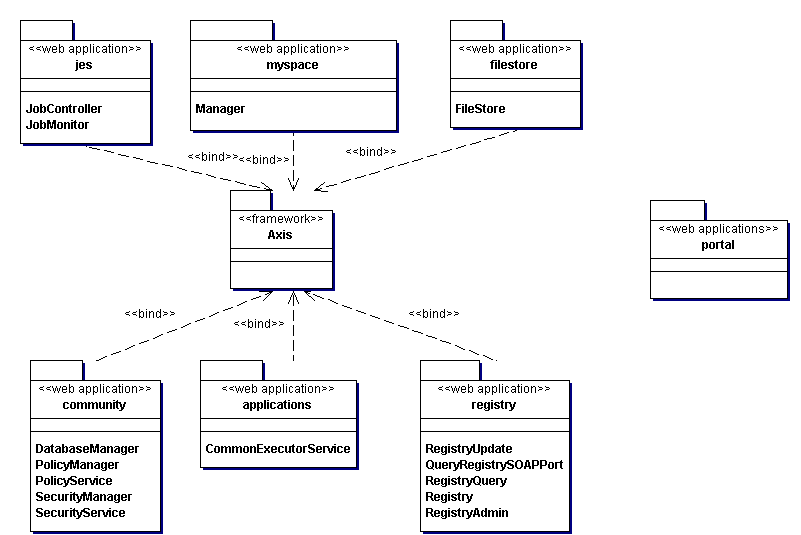 <<web application>>
jes
JobController
JobMonitor
<<web application>>
myspace
Manager
<<web application>>
filestore
FileStore
<<bind>>
<<bind>>
<<bind>>
<<framework>>
Axis
<<web applications>>
portal
<<bind>>
<<bind>>
<<bind>>
<<web application>>
community
DatabaseManager
PolicyManager
PolicyService
SecurityManager
SecurityService
<<web application>>
applications
CommonExecutorService
<<web application>>
registry
RegistryUpdate
QueryRegistrySOAPPort
RegistryQuery
Registry
RegistryAdmin